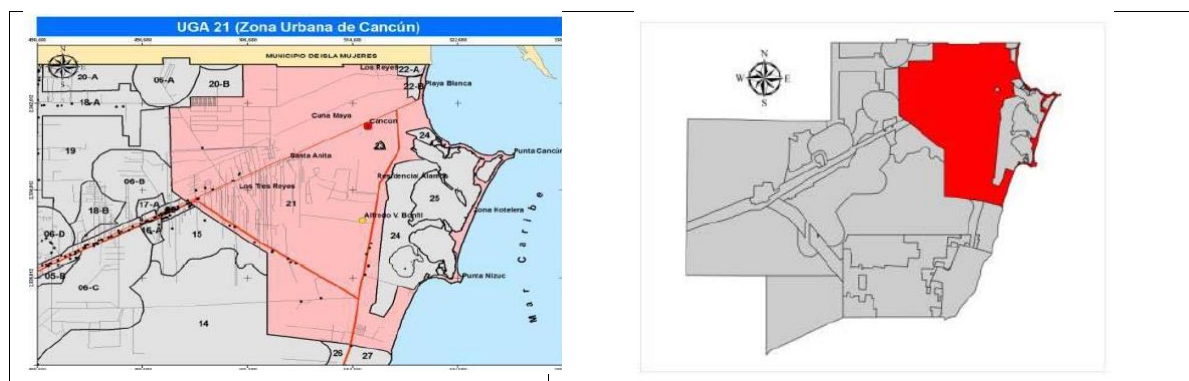 UGA 21 (Zona Urbana de Cancún)
MUNICIPIO DE ISLA MUJERES
Los Reyes
22-A
20-A
06-A
20-B
22-B
Playa Blanca
18-A
Cuna Maya
Cancún
24
19
Santa Anita
Punta Cancún
06-B
Los Tres Reyes
25
17-A
21
18-B
Alfredo V. Bonfil
Zona Hotelera
16-A
06-D
15
24
05-B
Punta Nizuc
06-C
Mar Caribe
14
26
27
N
W
E
S